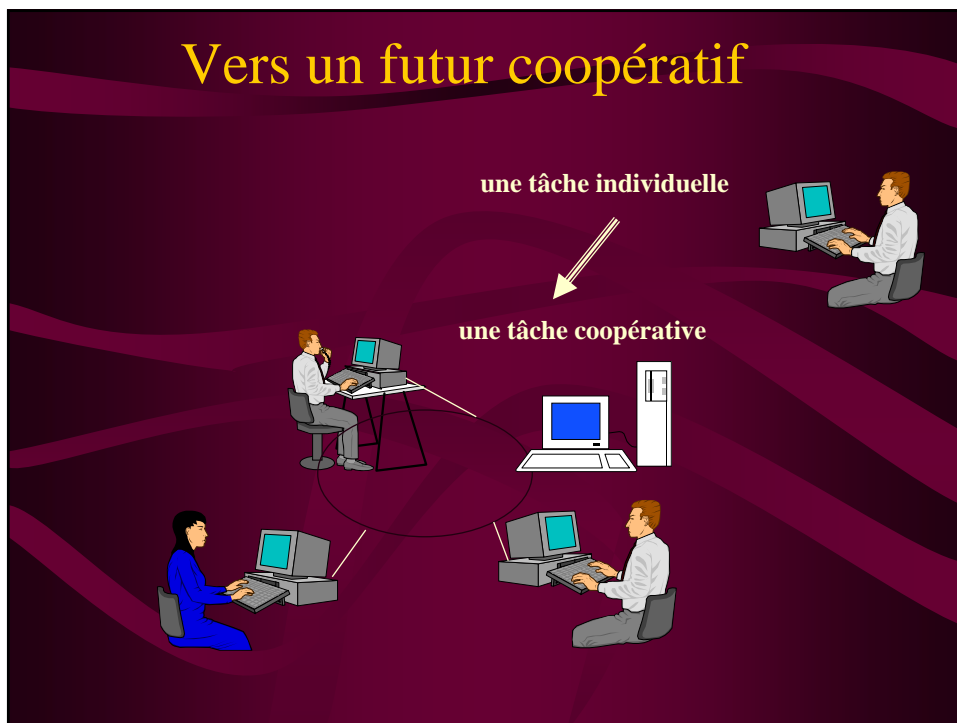 Vers un futur coopératif
une tâche individuelle
une tâche coopérative